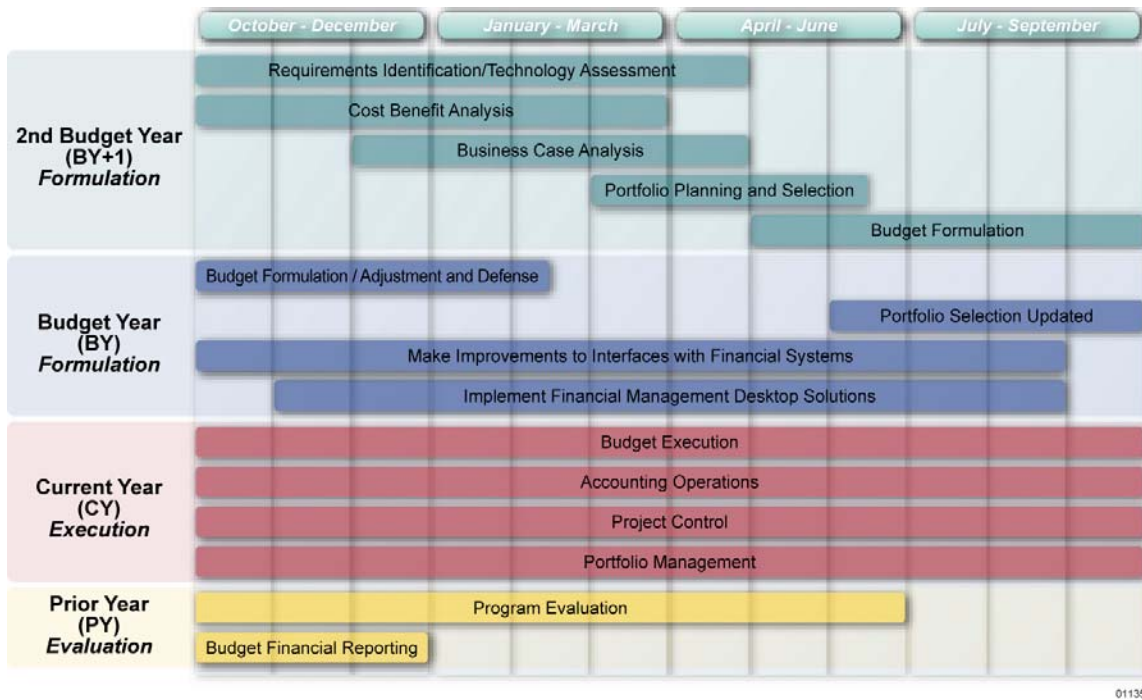 October - December
January - March
April - June
July - September
2nd Budget Year
(BY+1)
Formulation
Requirements Identification/Technology Assessment
Cost Benefit Analysis
Business Case Analysis
Portfolio Planning and Selection
Budget Formulation
Budget Year
(BY)
Formulation
Budget Formulation / Adjustment and Defense
Portfolio Selection Updated
Make Improvements to Interfaces with Financial Systems
Implement Financial Management Desktop Solutions
Current Year
(CY)
Execution
Budget Execution
Accounting Operations
Project Control
Portfolio Management
Prior Year
(PY)
Evaluation
Program Evaluation
Budget Financial Reporting